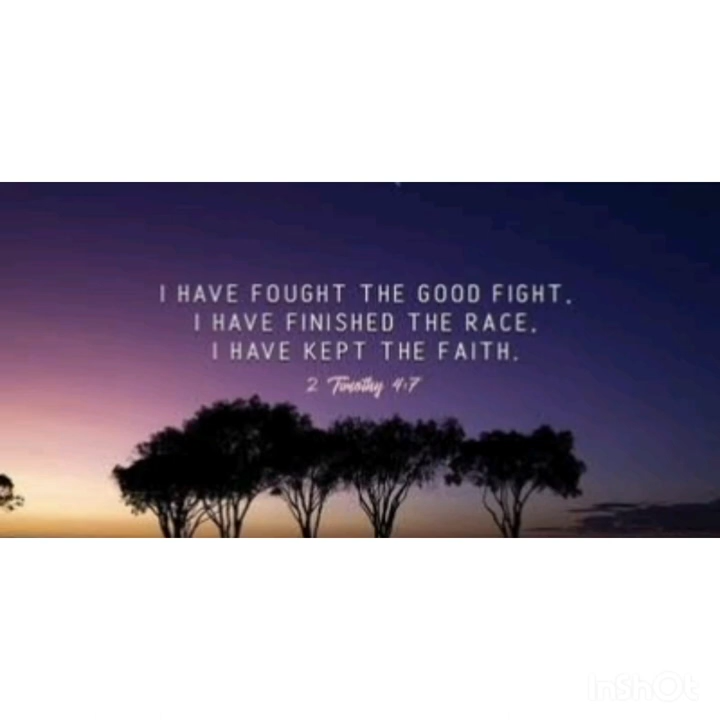 I HAVE FOUGHT THE GOOD FIGHT,
I HAVE FINISHED THE RACE,
I HAVE KEPT THE FAITH.
2 Timothy 4:7
InShOt